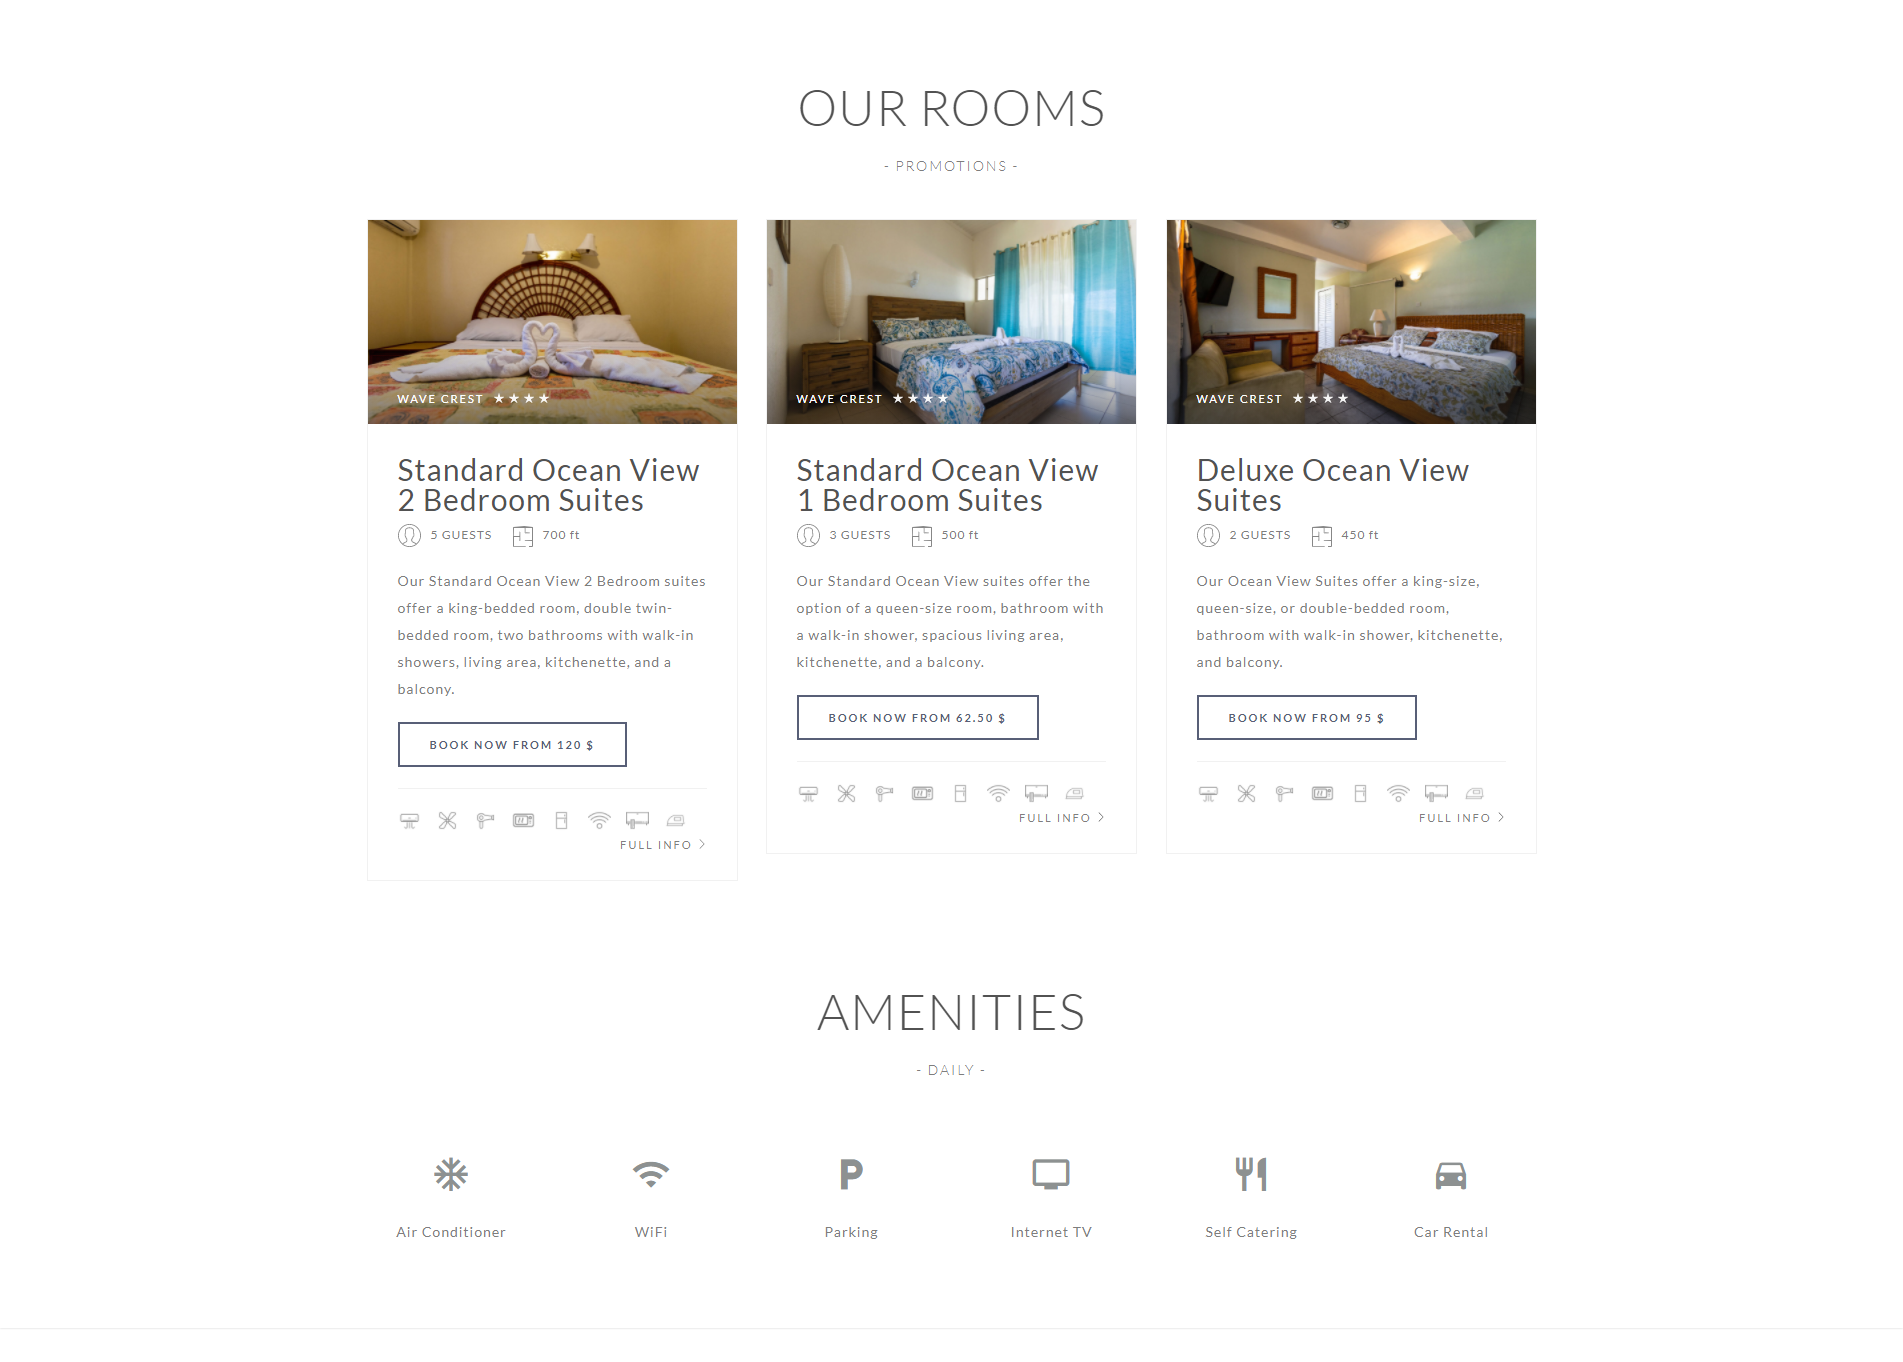 OUR ROOMS
- PROMOTIONS -
WAVE CREST ★★★★
Standard Ocean View
2 Bedroom Suites
5 GUESTS 700 ft
Our Standard Ocean View 2 Bedroom suites
offer a king-bedded room, double twin-
bedded room, two bathrooms with walk-in
showers, living area, kitchenette, and a
balcony.
BOOK NOW FROM 120 $
FULL INFO
WAVE CREST ★★★★
Standard Ocean View
1 Bedroom Suites
3 GUESTS 500 ft
Our Standard Ocean View suites offer the
option of a queen-size room, bathroom with
a walk-in shower, spacious living area,
kitchenette, and a balcony.
BOOK NOW FROM 62.50 $
FULL INFO
WAVE CREST ★★★★
Deluxe Ocean View
Suites
2 GUESTS 450 ft
Our Ocean View Suites offer a king-size,
queen-size, or double-bedded room,
bathroom with walk-in shower, kitchenette,
and balcony.
BOOK NOW FROM 95 $
FULL INFO
AMENITIES
- DAILY -
P
Air Conditioner
WiFi
Parking
Internet TV
Self Catering
Car Rental